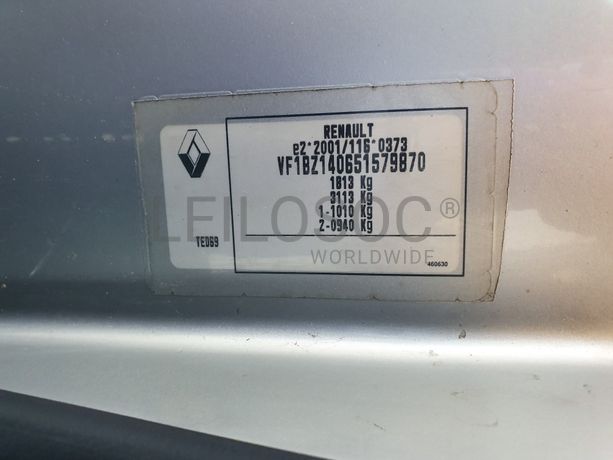 RENAULT
e2*2001/116*0373
VF1BZ140651579870
1813 Kg
3113 Kg
1-1010 Kg
2-0940 Kg
TED69
460630
LEILOSOC®
WORLDWIDE